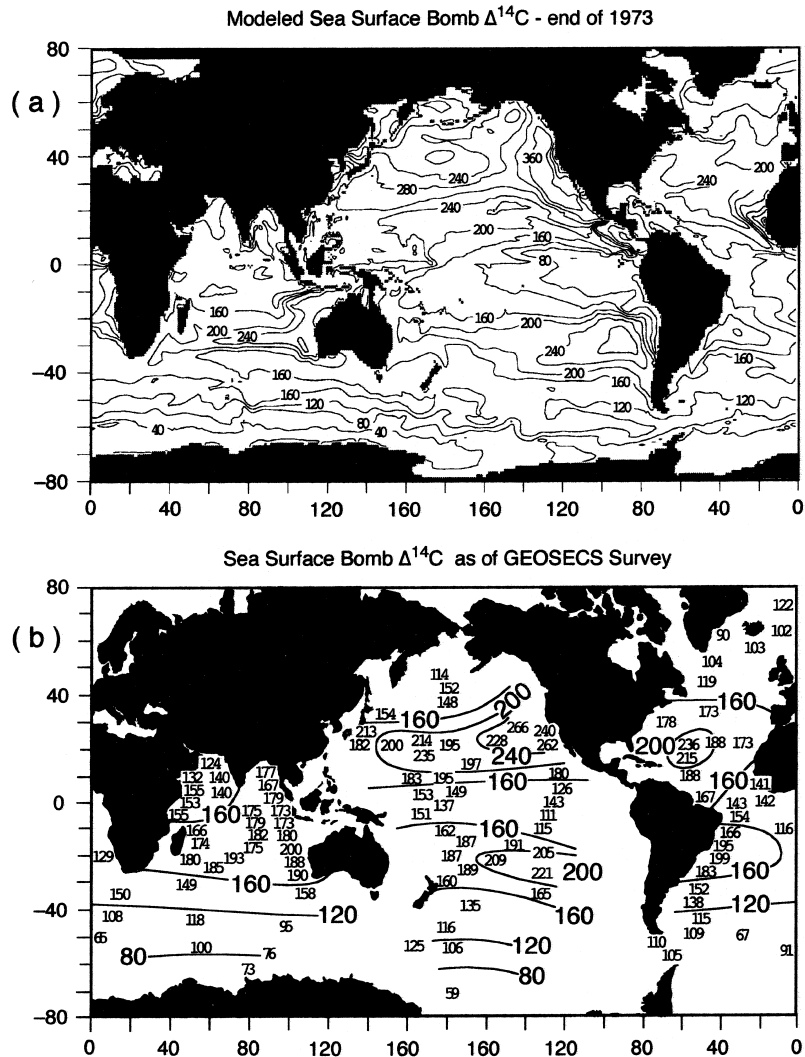 Modeled Sea Surface Bomb Δ¹⁴C - end of 1973
80
(a)
40 360 200
240 240
280
240
200
160
0 80
160 160
200 200
240
240 160
160 200
−40 160
160 120 120
120
80
40 40
−80
0 40 80 120 160 160 120 80 40 0
Sea Surface Bomb Δ¹⁴C as of GEOSECS Survey
80
122
(b) 90 102
103
104
114 119
152
40 148 200 160
154 160 173
178
213 266 240
182 200 214 195 228 262 200 236 188 173
235 240 215
124 197
132 140 177 183 195 160 180 188
155 140 167 149 126 160 141
153 179 153 167 142
0 137 143 143
155 160 175 173 151 111 154
179 173 162 160 115 166 116
166 182 180 187 191 195
174 175 200 187 209 205 199
129 180 193 188 189 221 200 183 160
185 190
149 160 158 160 165 152
150 135 160 138 120
−40 108 118 120 115
95 116 109 67
65 100 125 106 120 110 91
80 76 105
73 80
59
−80
0 40 80 120 160 160 120 80 40 0